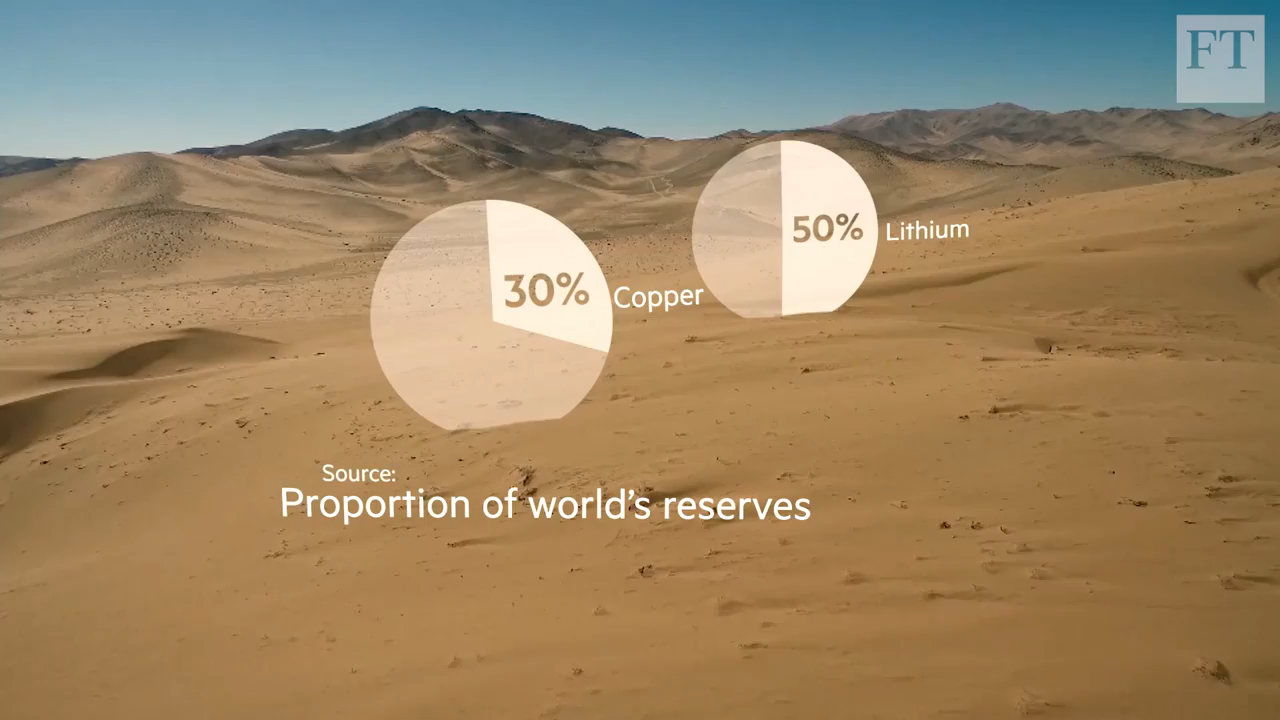 FT
50%
Lithium
30%
Copper
Source:
Proportion of world's reserves